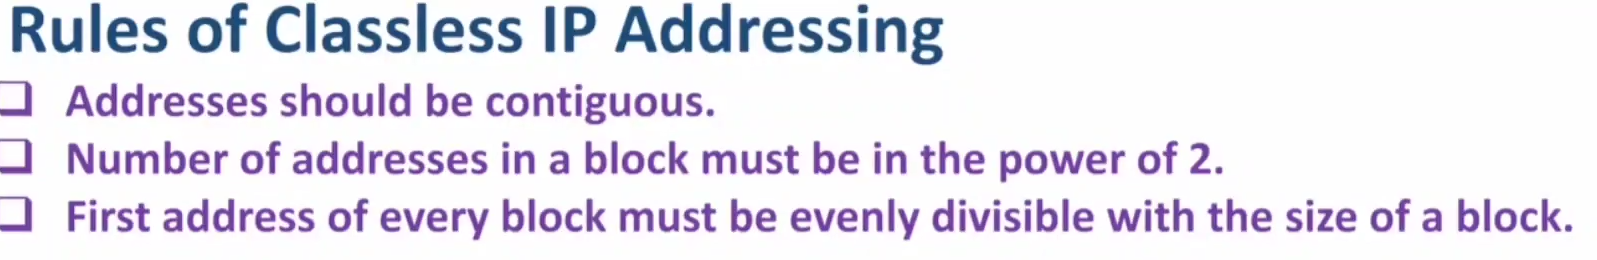 Rules of Classless IP Addressing
Addresses should be contiguous.
Number of addresses in a block must be in the power of 2.
First address of every block must be evenly divisible with the size of a block.